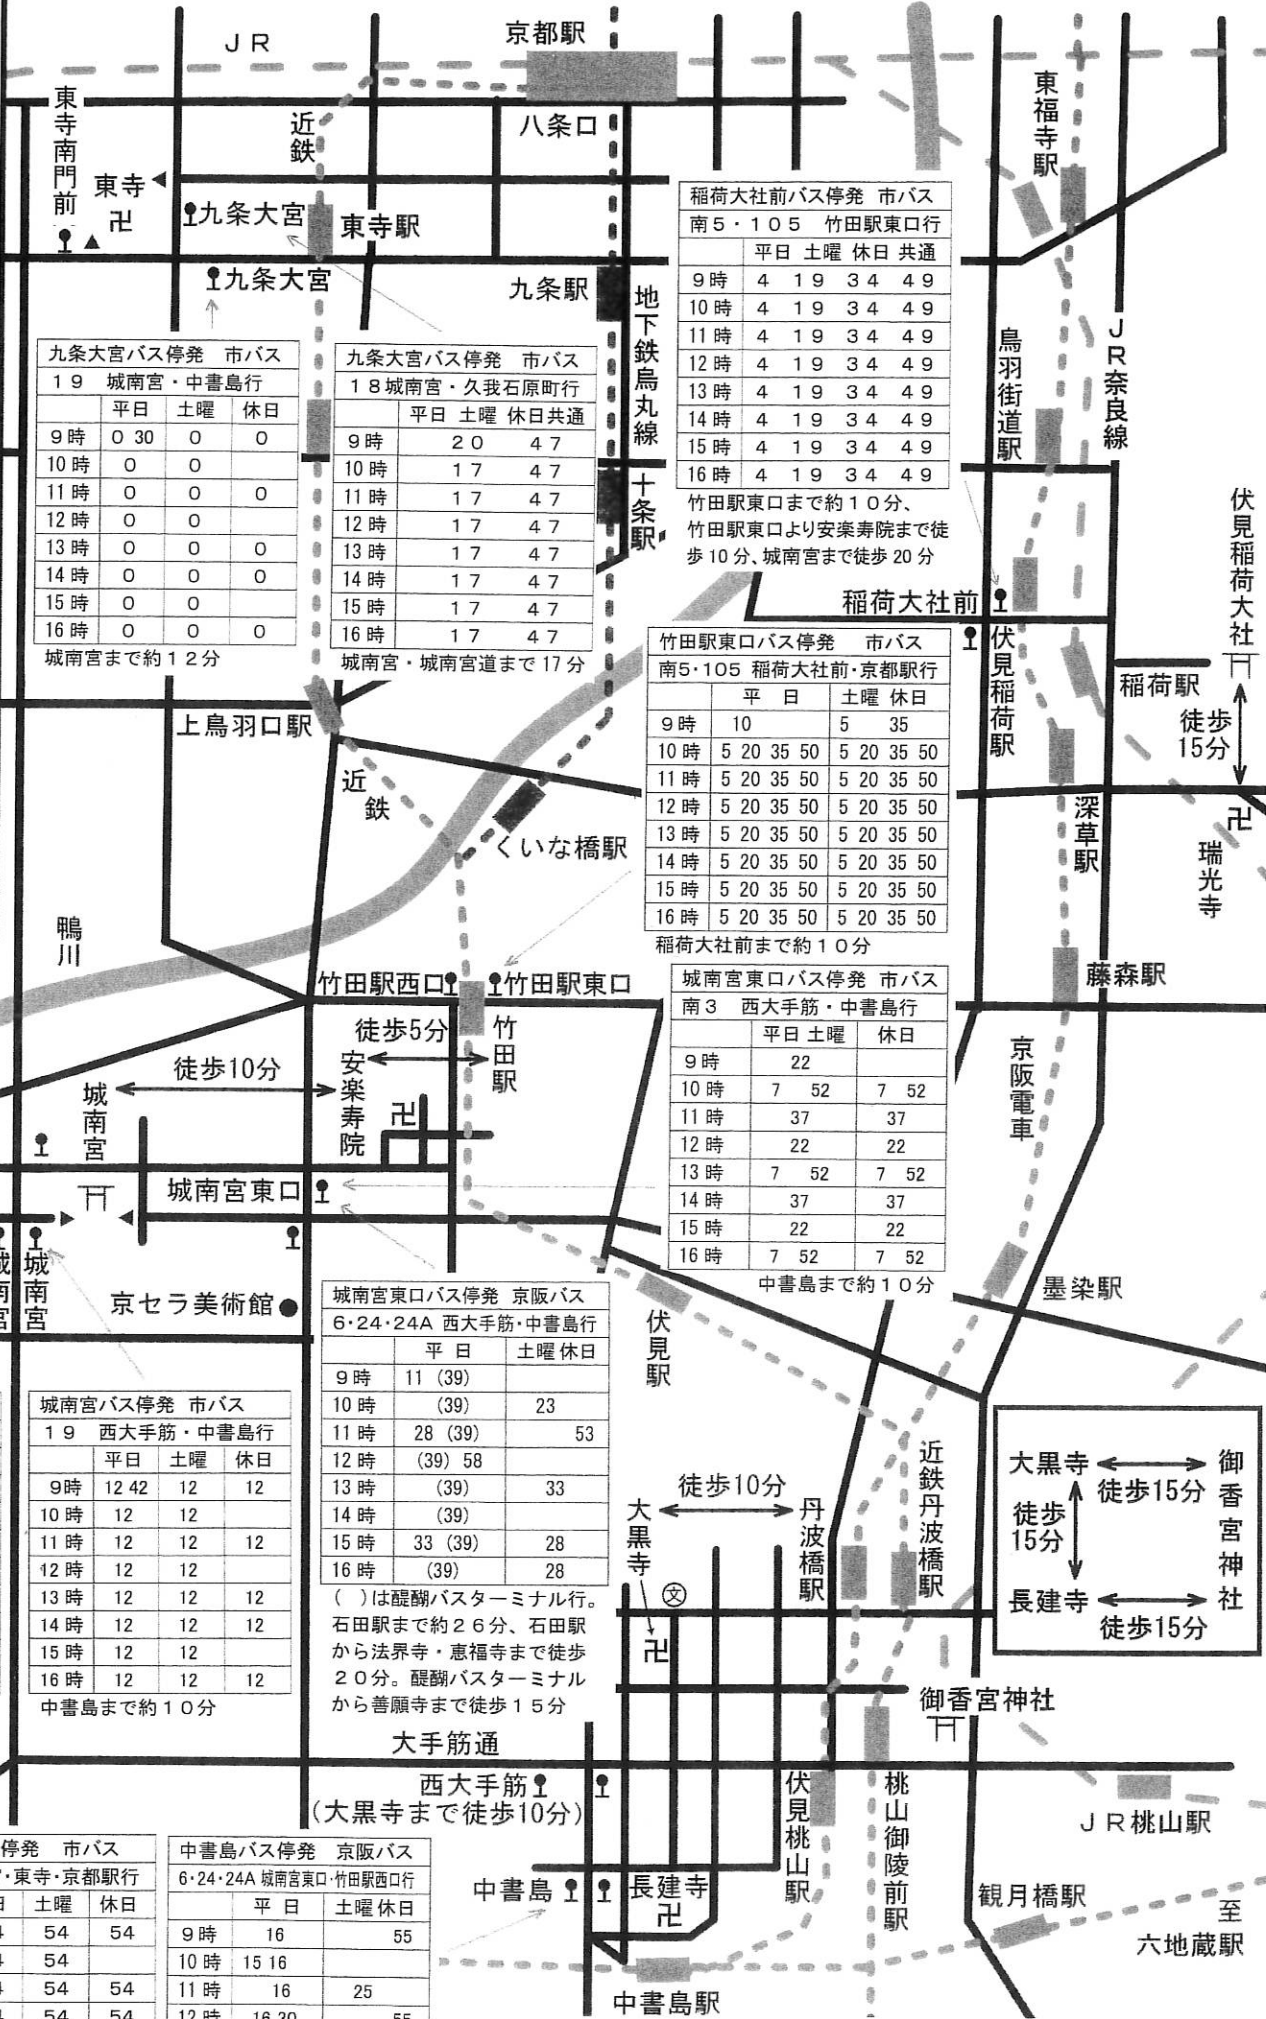 ＪＲ
京都駅
東寺南門前
近鉄
八条口
東福寺駅
東寺
卍
九条大宮
東寺駅
九条大宮
九条駅
地下鉄烏丸線
稲荷大社前バス停発 市バス
南５・１０５ 竹田駅東口行
平日 土曜 休日 共通
9時 4 19 34 49
10時 4 19 34 49
11時 4 19 34 49
12時 4 19 34 49
13時 4 19 34 49
14時 4 19 34 49
15時 4 19 34 49
16時 4 19 34 49
竹田駅東口まで約１０分、
竹田駅東口より安楽寿院まで徒
歩10分、城南宮まで徒歩20分
鳥羽街道駅
ＪＲ奈良線
九条大宮バス停発 市バス
１９ 城南宮・中書島行
平日 土曜 休日
9時 0 30 0 0
10時 0 0
11時 0 0 0
12時 0 0
13時 0 0 0
14時 0 0 0
15時 0 0
16時 0 0 0
城南宮まで約１２分
九条大宮バス停発 市バス
１８城南宮・久我石原町行
平日 土曜 休日共通
9時 20 47
10時 17 47
11時 17 47
12時 17 47
13時 17 47
14時 17 47
15時 17 47
16時 17 47
城南宮・城南宮道まで17分
十条駅
伏見稲荷大社
稲荷大社前
伏見稲荷駅
稲荷駅
徒歩
15分
竹田駅東口バス停発 市バス
南5・105 稲荷大社前・京都駅行
平 日 土曜 休日
9時 10 5 35
10時 5 20 35 50 5 20 35 50
11時 5 20 35 50 5 20 35 50
12時 5 20 35 50 5 20 35 50
13時 5 20 35 50 5 20 35 50
14時 5 20 35 50 5 20 35 50
15時 5 20 35 50 5 20 35 50
16時 5 20 35 50 5 20 35 50
稲荷大社前まで約１０分
上鳥羽口駅
近鉄
くいな橋駅
深草駅
卍
瑞光寺
鴨川
竹田駅西口
竹田駅東口
藤森駅
徒歩5分
竹田駅
徒歩10分
安楽寿院
卍
城南宮
城南宮東口
京阪電車
城南宮東口バス停発 市バス
南３ 西大手筋・中書島行
平日 土曜 休日
9時 22
10時 7 52 7 52
11時 37 37
12時 22 22
13時 7 52 7 52
14時 37 37
15時 22 22
16時 7 52 7 52
中書島まで約１０分
城南宮
城南宮
京セラ美術館
墨染駅
伏見駅
城南宮東口バス停発 京阪バス
6・24・24A 西大手筋・中書島行
平 日 土曜休日
9時 11 (39)
10時 (39) 23
11時 28 (39) 53
12時 (39) 58
13時 (39) 33
14時 (39)
15時 33 (39) 28
16時 (39) 28
（ ）は醍醐バスターミナル行。
石田駅まで約２６分、石田駅
から法界寺・恵福寺まで徒歩
２０分。醍醐バスターミナル
から善願寺まで徒歩１５分
城南宮バス停発 市バス
１９ 西大手筋・中書島行
平日 土曜 休日
9時 12 42 12 12
10時 12 12
11時 12 12 12
12時 12 12
13時 12 12 12
14時 12 12 12
15時 12 12
16時 12 12 12
中書島まで約１０分
近鉄丹波橋駅
徒歩10分
大黒寺
丹波橋駅
文
卍
大黒寺
徒歩15分
御香宮神社
徒歩
15分
長建寺
徒歩15分
御香宮神社
大手筋通
西大手筋
(大黒寺まで徒歩10分)
伏見桃山駅
桃山御陵前駅
ＪＲ桃山駅
中書島
長建寺
卍
観月橋駅
至
六地蔵駅
中書島駅
停発 市バス
・東寺・京都駅行
土曜 休日
54 54
54
54 54
54 54
中書島バス停発 京阪バス
6・24・24A 城南宮東口・竹田駅西口行
平 日 土曜休日
9時 16 55
10時 15 16
11時 16 25
12時 16 30 55